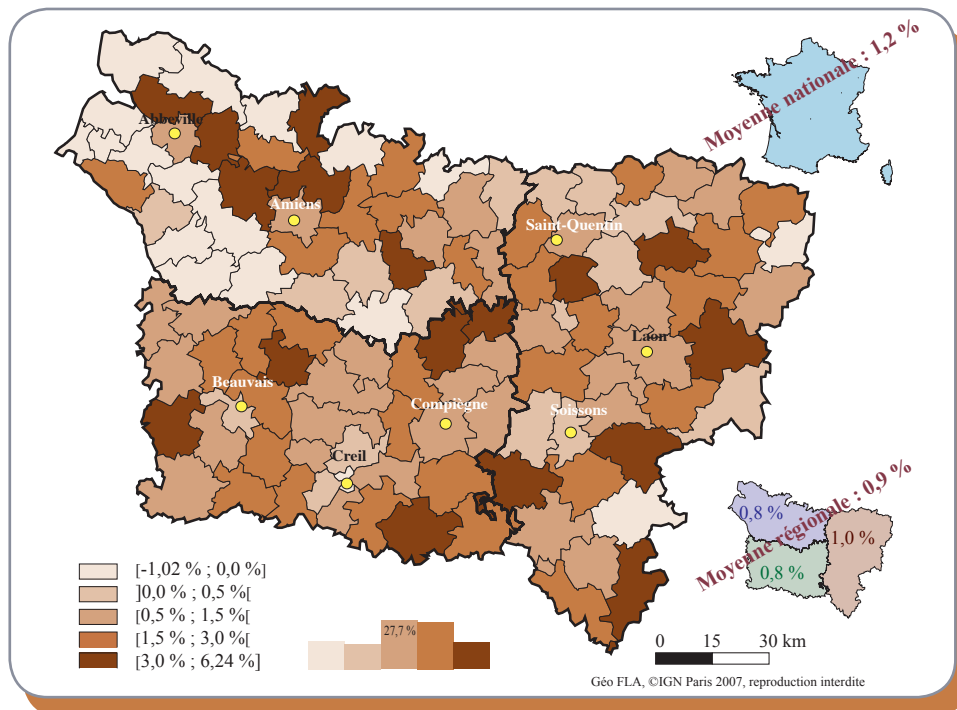 Moyenne nationale : 1,2 %
Abbeville
Amiens
Saint-Quentin
Laon
Beauvais
Compiègne
Soissons
Creil
Moyenne régionale : 0,9 %
0,8 %
1,0 %
0,8 %
[-1,02 % ; 0,0 %]
]0,0 % ; 0,5 %[
[0,5 % ; 1,5 %[
[1,5 % ; 3,0 %[
[3,0 % ; 6,24 %]
27,7 %
0 15 30 km
Géo FLA, ©IGN Paris 2007, reproduction interdite